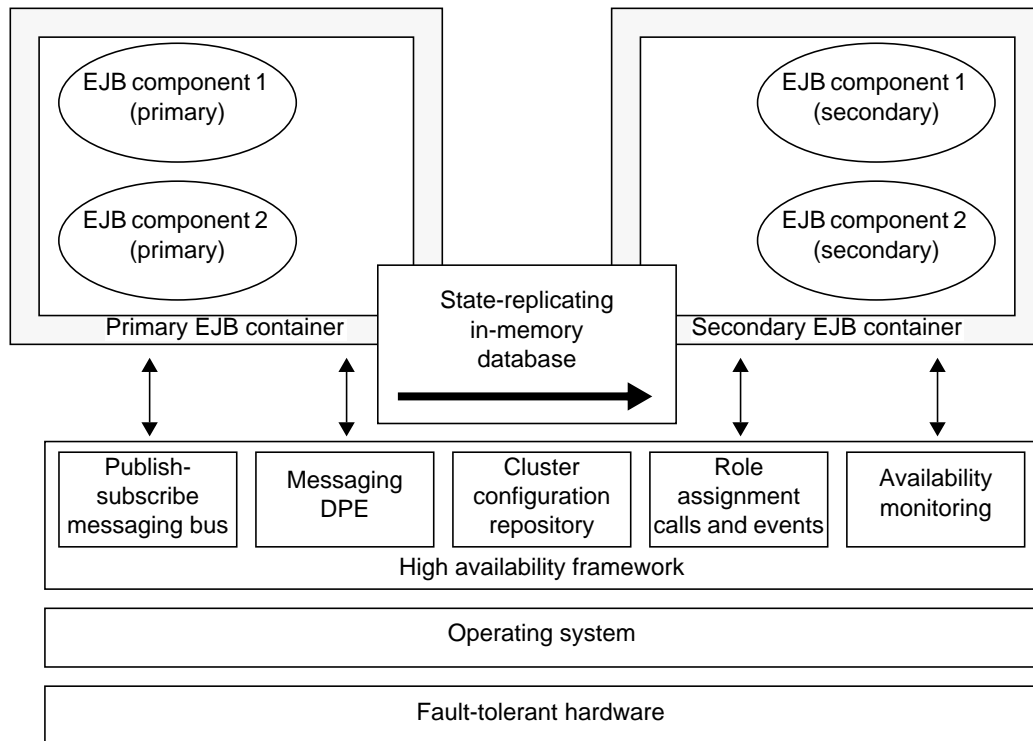 EJB component 1
(primary)
EJB component 2
(primary)
Primary EJB container
EJB component 1
(secondary)
EJB component 2
(secondary)
Secondary EJB container
State-replicating
in-memory
database
Publish-
subscribe
messaging bus
Messaging
DPE
Cluster
configuration
repository
Role
assignment
calls and events
Availability
monitoring
High availability framework
Operating system
Fault-tolerant hardware